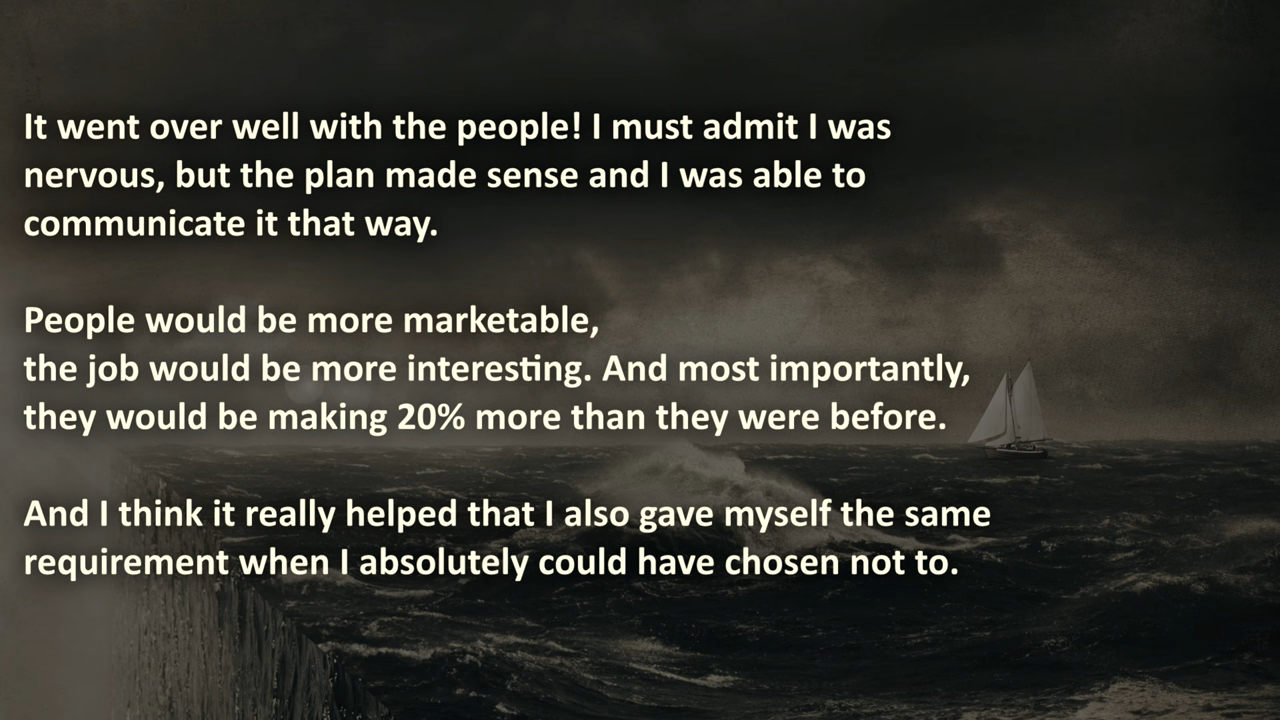 It went over well with the people! I must admit I was
nervous, but the plan made sense and I was able to
communicate it that way.
People would be more marketable,
the job would be more interesting. And most importantly,
they would be making 20% more than they were before.
And I think it really helped that I also gave myself the same
requirement when I absolutely could have chosen not to.